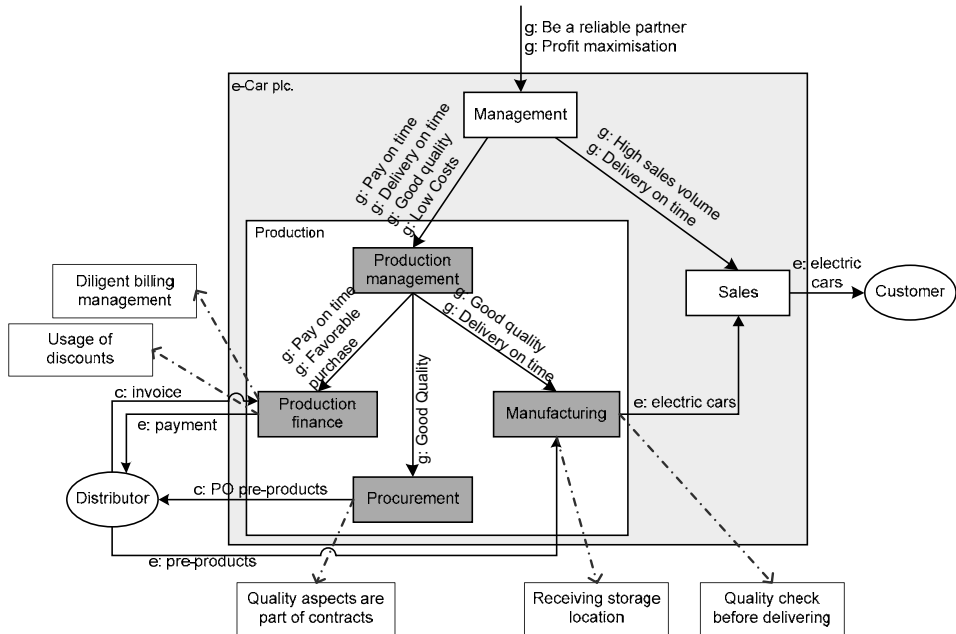 g: Be a reliable partner
g: Profit maximisation
e-Car plc.
Management
g: Pay on time
g: Delivery on time
g: Good quality
g: Low Costs
g: High sales volume
g: Delivery on time
Production
Production
management
Diligent billing
management
Usage of
discounts
g: Pay on time
g: Favorable
purchase
g: Good quality
g: Delivery on time
g: Good Quality
Sales
e: electric
cars
Customer
c: invoice
e: payment
Production
finance
Manufacturing
e: electric cars
Distributor
c: PO pre-products
Procurement
e: pre-products
Quality aspects are
part of contracts
Receiving storage
location
Quality check
before delivering